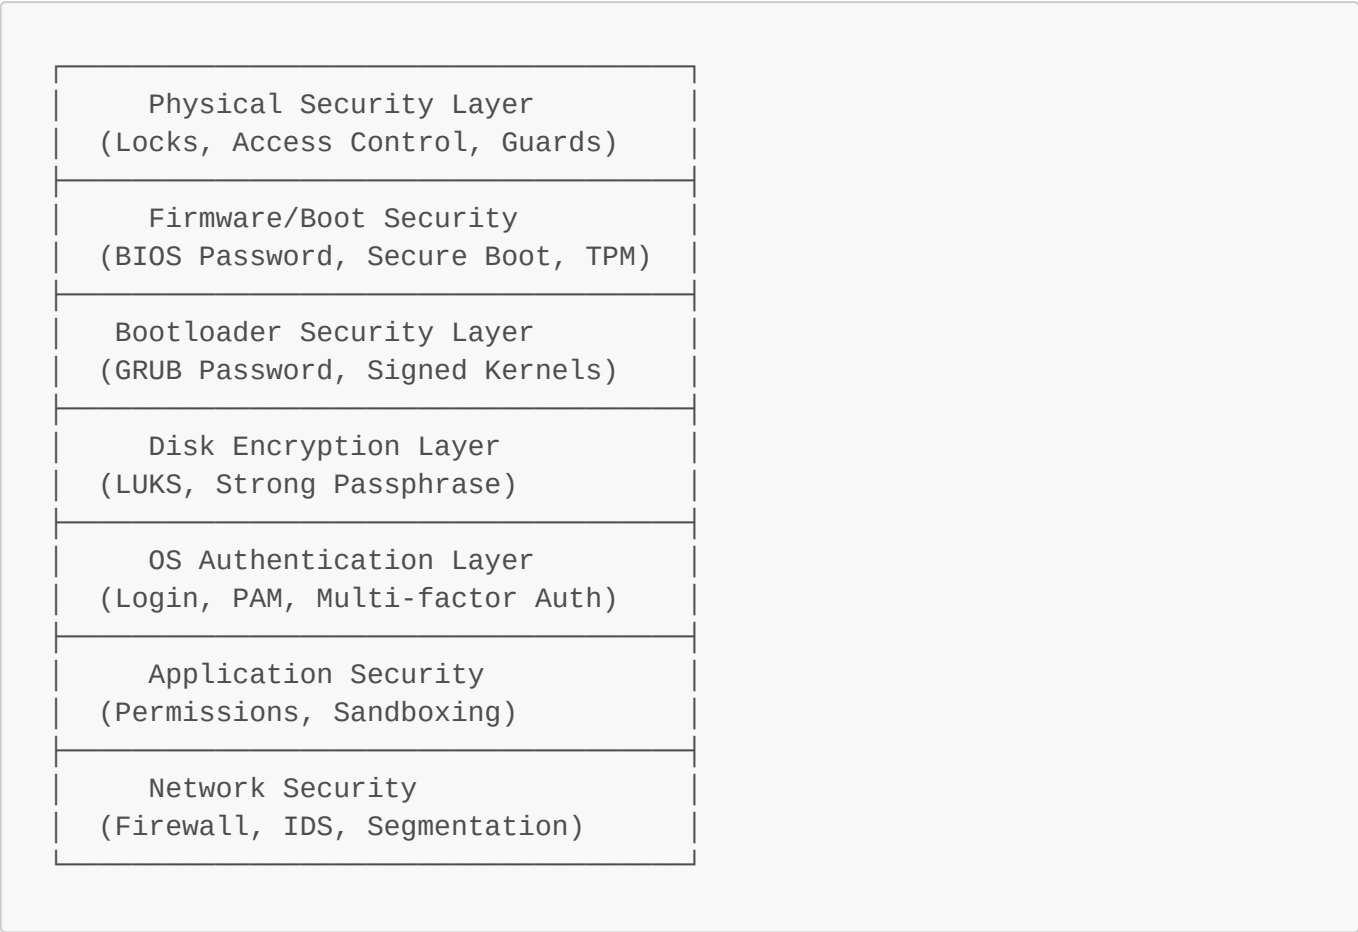 Physical Security Layer
(Locks, Access Control, Guards)
Firmware/Boot Security
(BIOS Password, Secure Boot, TPM)
Bootloader Security Layer
(GRUB Password, Signed Kernels)
Disk Encryption Layer
(LUKS, Strong Passphrase)
OS Authentication Layer
(Login, PAM, Multi-factor Auth)
Application Security
(Permissions, Sandboxing)
Network Security
(Firewall, IDS, Segmentation)